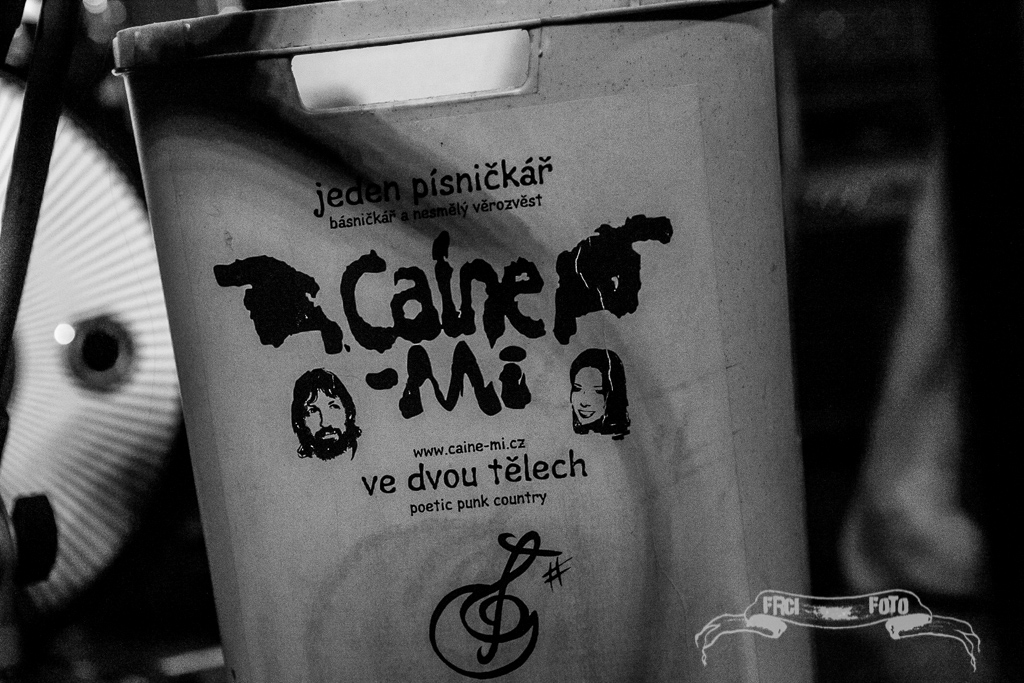 jeden písničkář
básničkář a nesmělý věrozvěst
Caine
-Mi
www.caine-mi.cz
ve dvou tělech
poetic punk country
#
FRCI FOTO